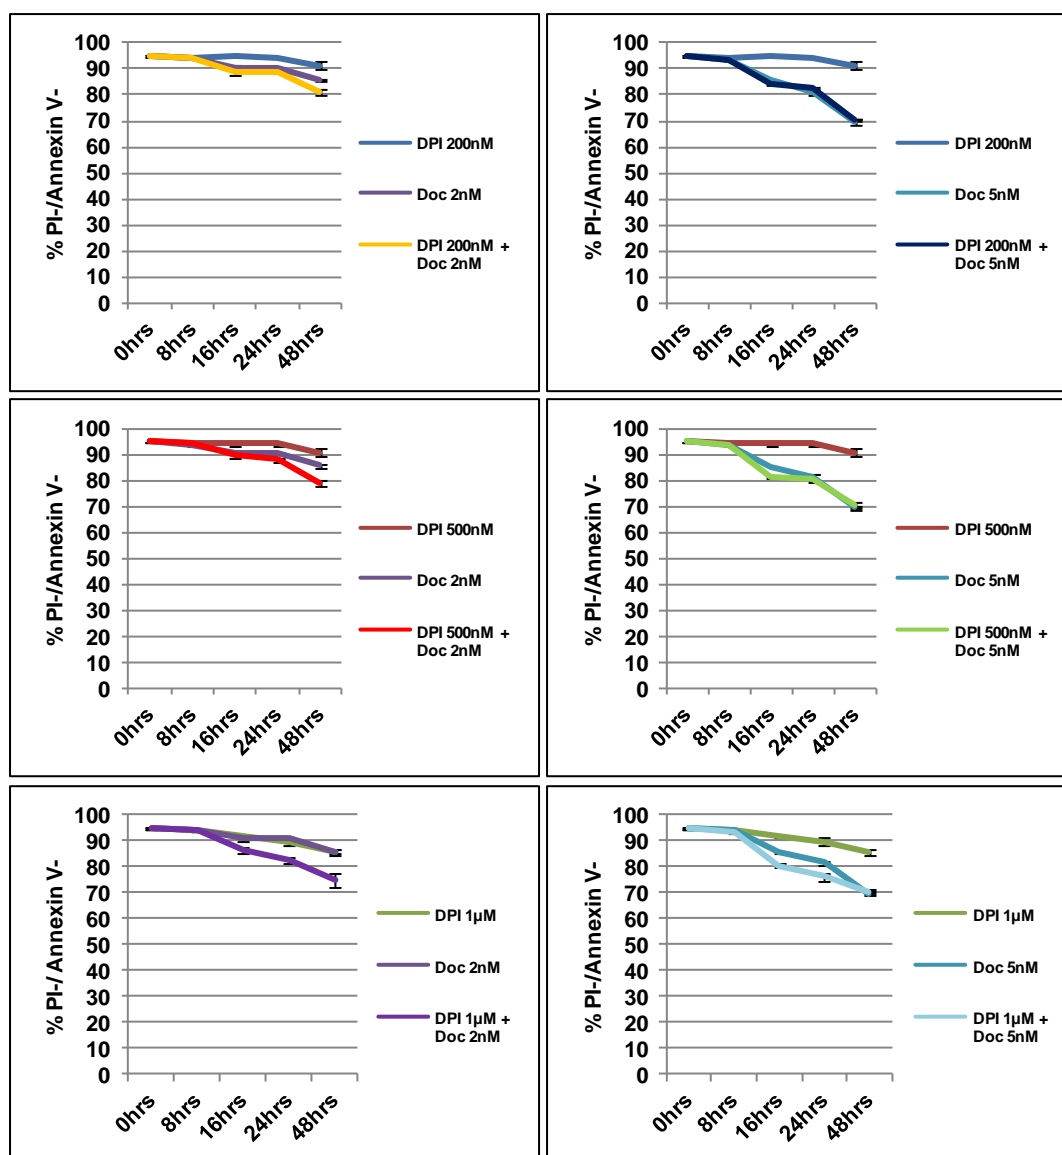 % PI-/Annexin V-
100
90
80
70
60
50
40
30
20
10
0
0hrs
8hrs
16hrs
24hrs
48hrs
DPI 200nM
Doc 2nM
DPI 200nM +
Doc 2nM
% PI-/Annexin V-
100
90
80
70
60
50
40
30
20
10
0
0hrs
8hrs
16hrs
24hrs
48hrs
DPI 200nM
Doc 5nM
DPI 200nM +
Doc 5nM
% PI-/Annexin V-
100
90
80
70
60
50
40
30
20
10
0
0hrs
8hrs
16hrs
24hrs
48hrs
DPI 500nM
Doc 2nM
DPI 500nM +
Doc 2nM
% PI-/Annexin V-
100
90
80
70
60
50
40
30
20
10
0
0hrs
8hrs
16hrs
24hrs
48hrs
DPI 500nM
Doc 5nM
DPI 500nM +
Doc 5nM
% PI-/ Annexin V-
100
90
80
70
60
50
40
30
20
10
0
0hrs
8hrs
16hrs
24hrs
48hrs
DPI 1µM
Doc 2nM
DPI 1µM +
Doc 2nM
% PI-/Annexin V-
100
90
80
70
60
50
40
30
20
10
0
0hrs
8hrs
16hrs
24hrs
48hrs
DPI 1µM
Doc 5nM
DPI 1µM +
Doc 5nM